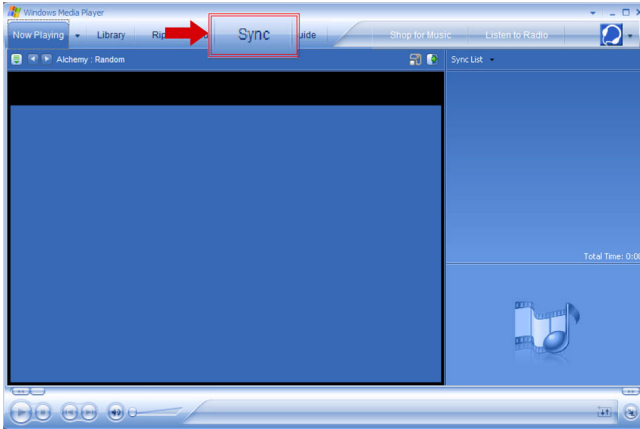 Windows Media Player
Now Playing Library Rip Sync uide Shop for Music Listen to Radio
Alchemy : Random
Sync List
Total Time: 0:00